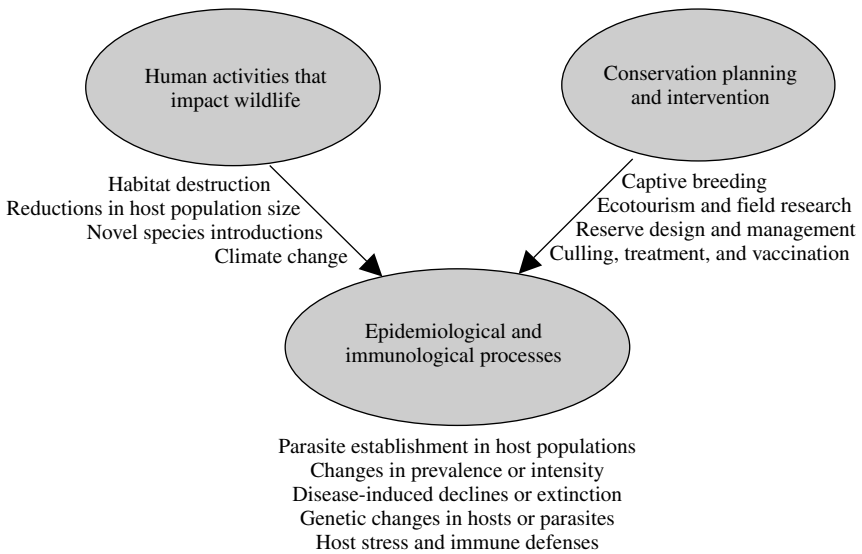 Human activities that
impact wildlife
Conservation planning
and intervention
Habitat destruction
Reductions in host population size
Novel species introductions
Climate change
Captive breeding
Ecotourism and field research
Reserve design and management
Culling, treatment, and vaccination
Epidemiological and
immunological processes
Parasite establishment in host populations
Changes in prevalence or intensity
Disease-induced declines or extinction
Genetic changes in hosts or parasites
Host stress and immune defenses